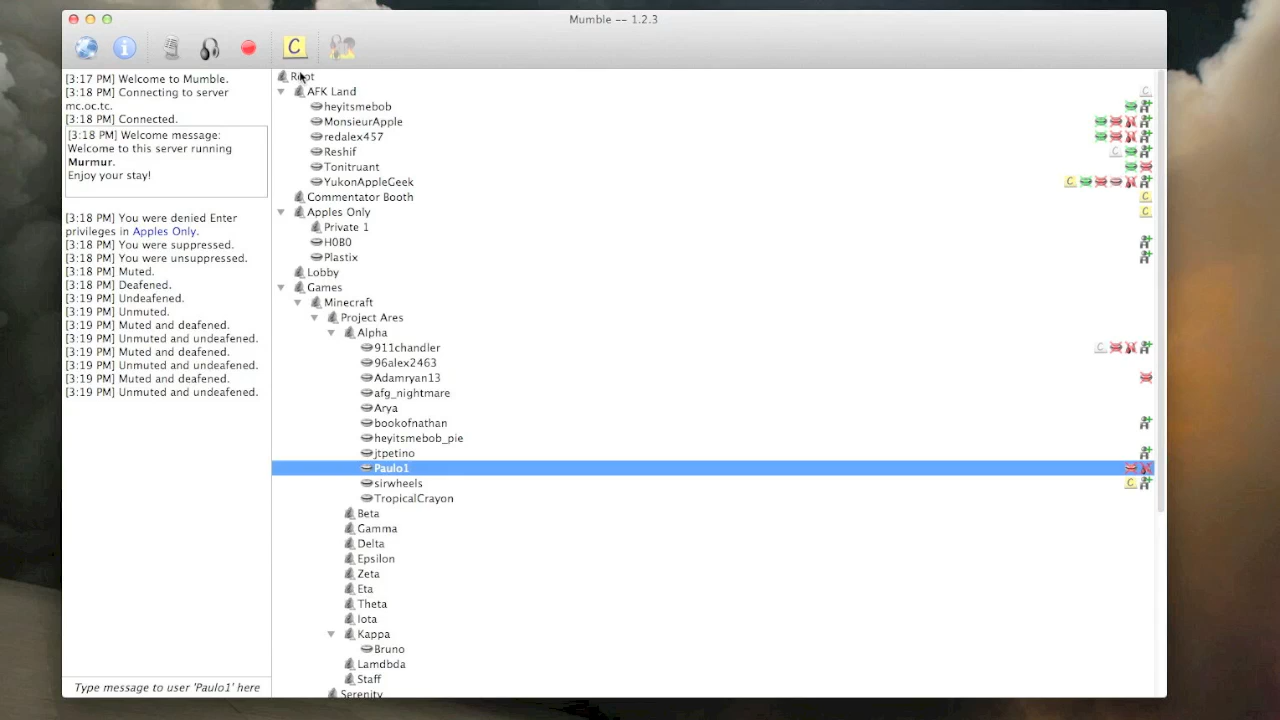 Mumble -- 1.2.3
C
[3:17 PM] Welcome to Mumble.
[3:18 PM] Connecting to server
mc.oc.tc.
[3:18 PM] Connected.
[3:18 PM] Welcome message:
Welcome to this server running
Murmur.
Enjoy your stay!
[3:18 PM] You were denied Enter
privileges in Apples Only.
[3:18 PM] You were suppressed.
[3:18 PM] You were unsuppressed.
[3:18 PM] Muted.
[3:18 PM] Deafened.
[3:19 PM] Undeafened.
[3:19 PM] Unmuted.
[3:19 PM] Muted and deafened.
[3:19 PM] Unmuted and undeafened.
[3:19 PM] Muted and deafened.
[3:19 PM] Unmuted and undeafened.
[3:19 PM] Muted and deafened.
[3:19 PM] Unmuted and undeafened.
Type message to user 'Paulo1' here
Root
AFK Land C
heyitsmebob
MonsieurApple
redalex457
Reshif C
Tonitruant
YukonAppleGeek C
Commentator Booth C
Apples Only C
Private 1
H0B0
Plastix
Lobby
Games
Minecraft
Project Ares
Alpha
911chandler C
96alex2463
Adamryan13
afg_nightmare
Arya
bookofnathan
heyitsmebob_pie
jtpetino
Paulo1
sirwheels C
TropicalCrayon
Beta
Gamma
Delta
Epsilon
Zeta
Eta
Theta
Iota
Kappa
Bruno
Lamdbda
Staff
Serenity